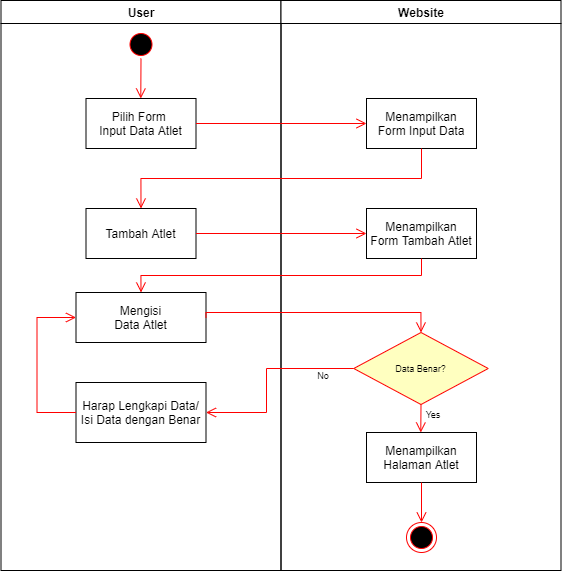 User
Website
Pilih Form
Input Data Atlet
Menampilkan
Form Input Data
Tambah Atlet
Menampilkan
Form Tambah Atlet
Mengisi
Data Atlet
Data Benar?
No
Harap Lengkapi Data/
Isi Data dengan Benar
Yes
Menampilkan
Halaman Atlet